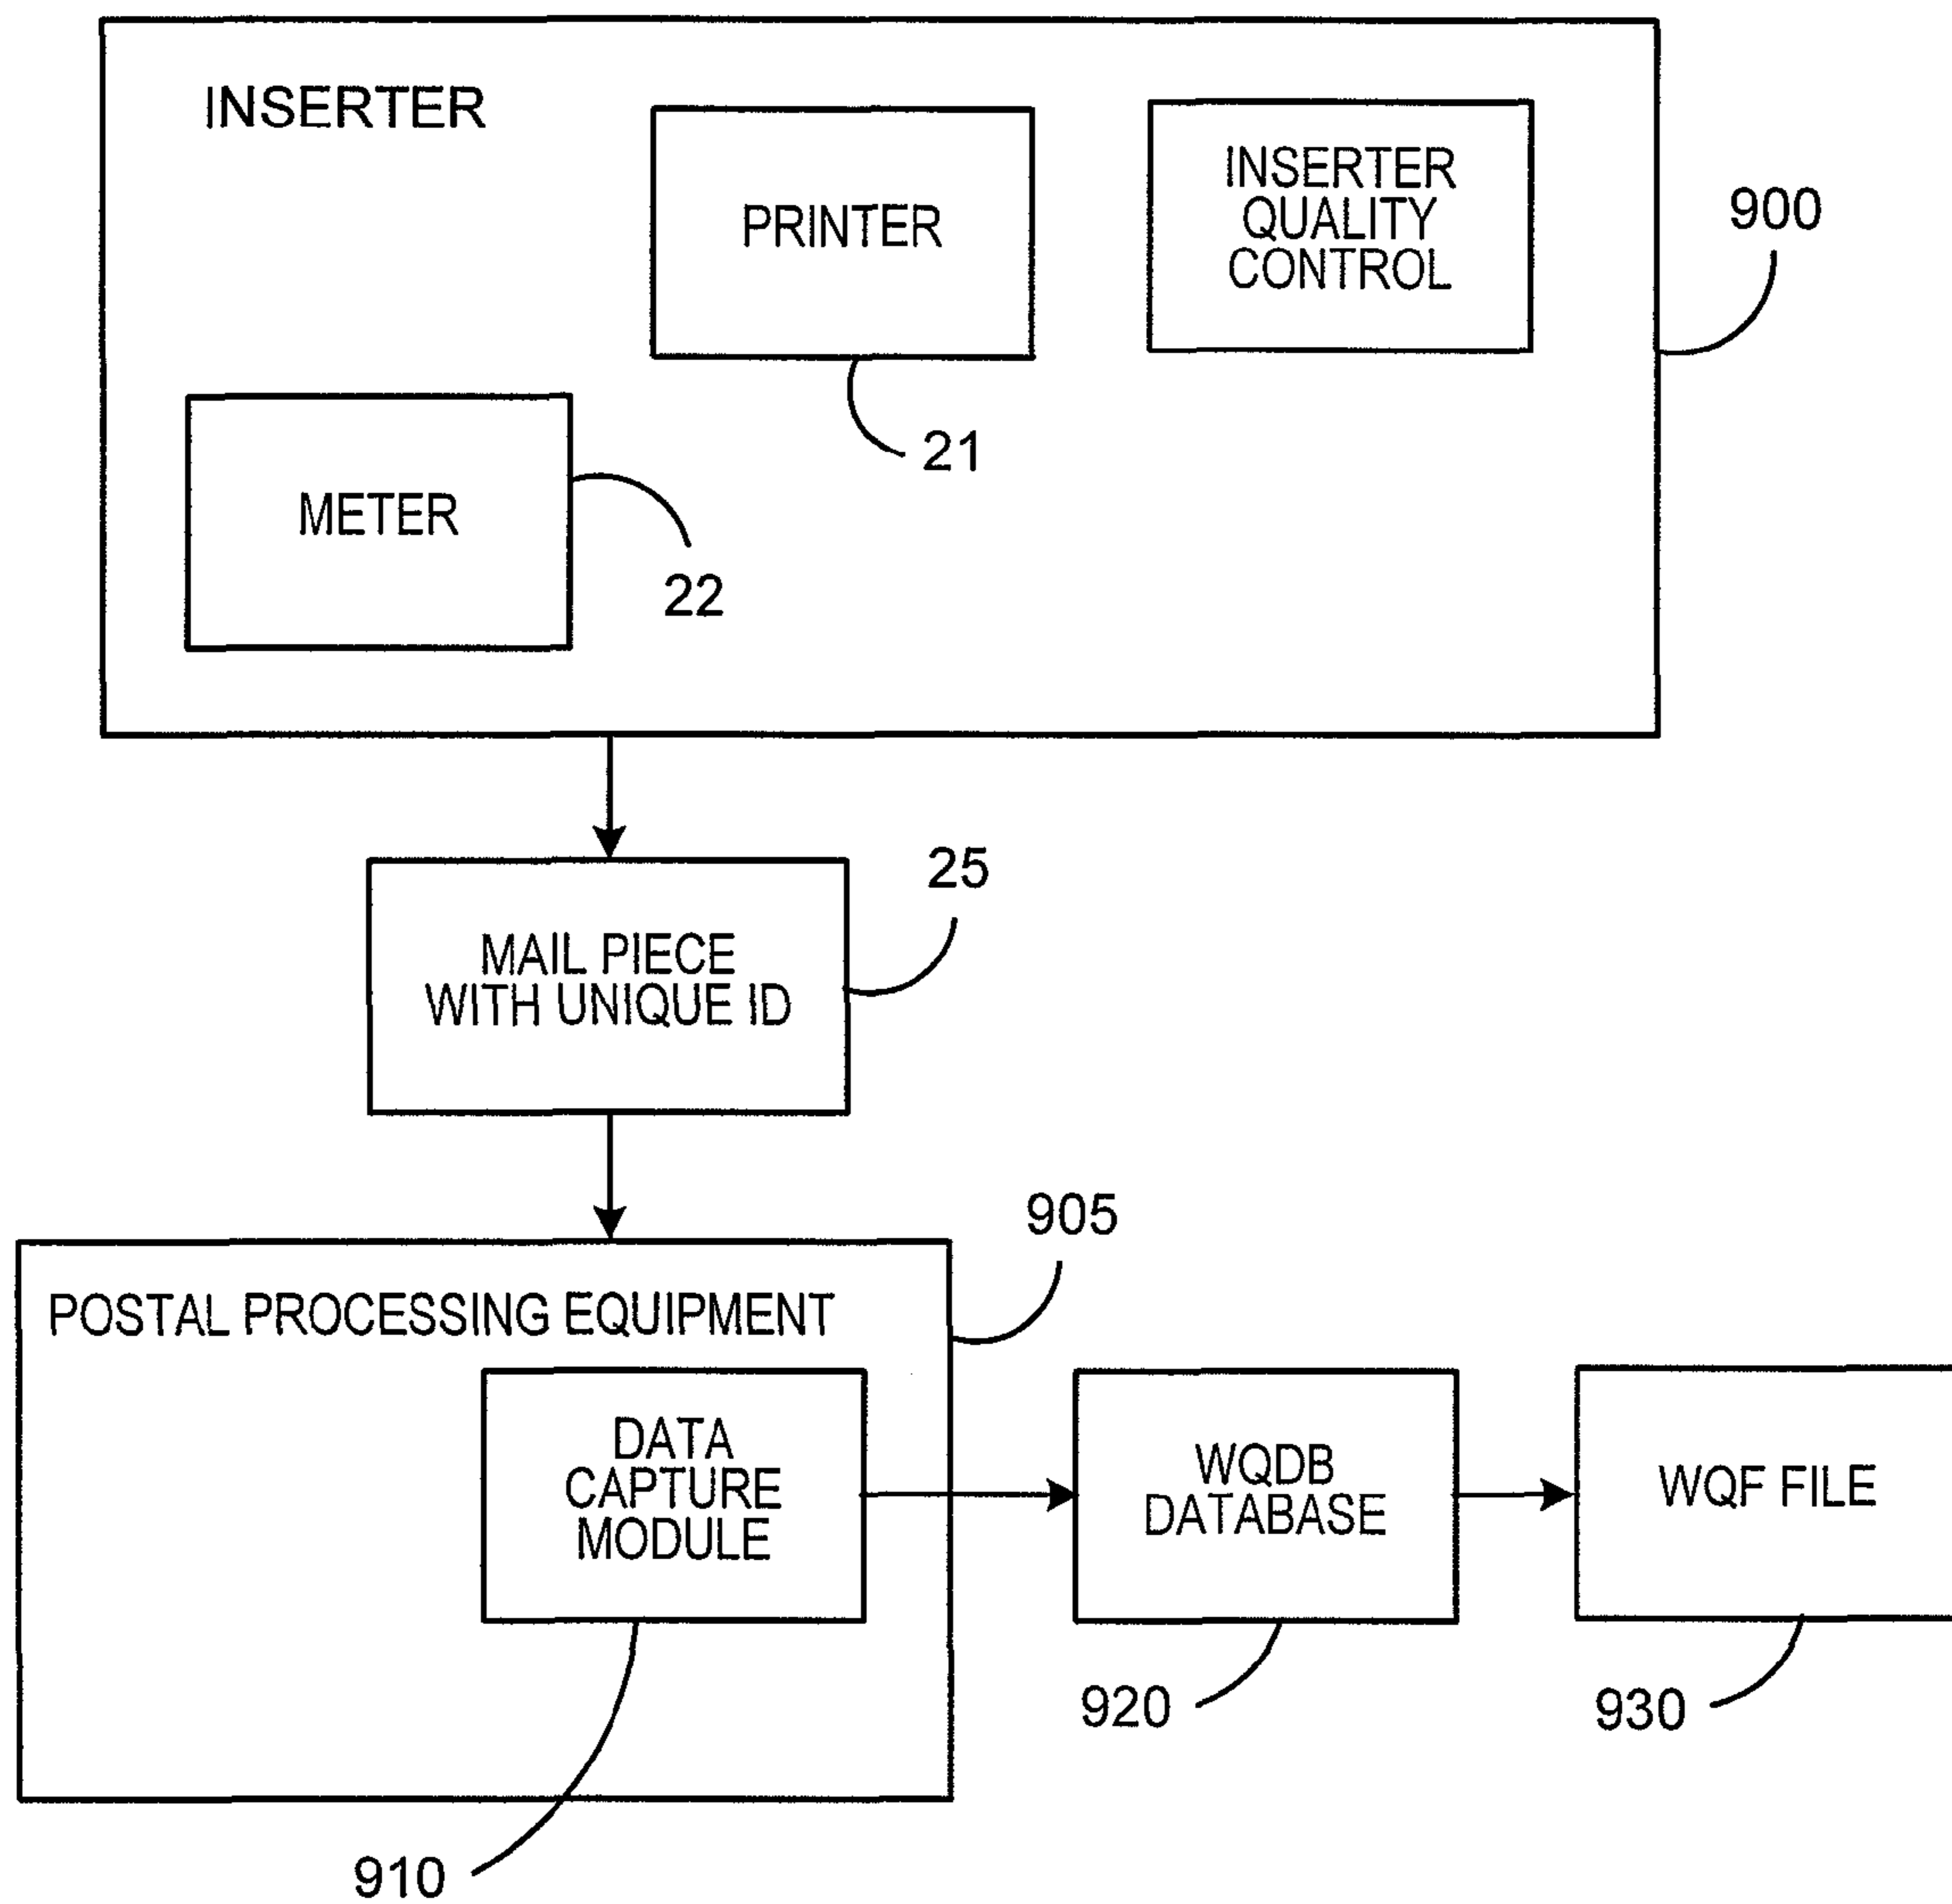 INSERTER
PRINTER
INSERTER
QUALITY
CONTROL
900
21
METER
22
25
MAIL PIECE
WITH UNIQUE ID
905
POSTAL PROCESSING EQUIPMENT
DATA
CAPTURE
MODULE
WQDB
DATABASE
WQF FILE
920
930
910